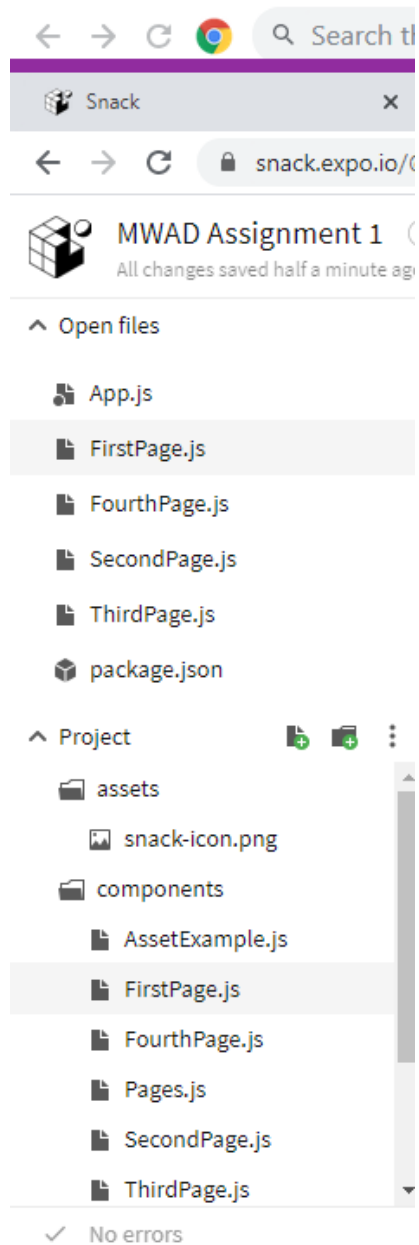 Search th
Snack
snack.expo.io/
MWAD Assignment 1
All changes saved half a minute ago
Open files
App.js
FirstPage.js
FourthPage.js
SecondPage.js
ThirdPage.js
package.json
Project
assets
snack-icon.png
components
AssetExample.js
FirstPage.js
FourthPage.js
Pages.js
SecondPage.js
ThirdPage.js
No errors